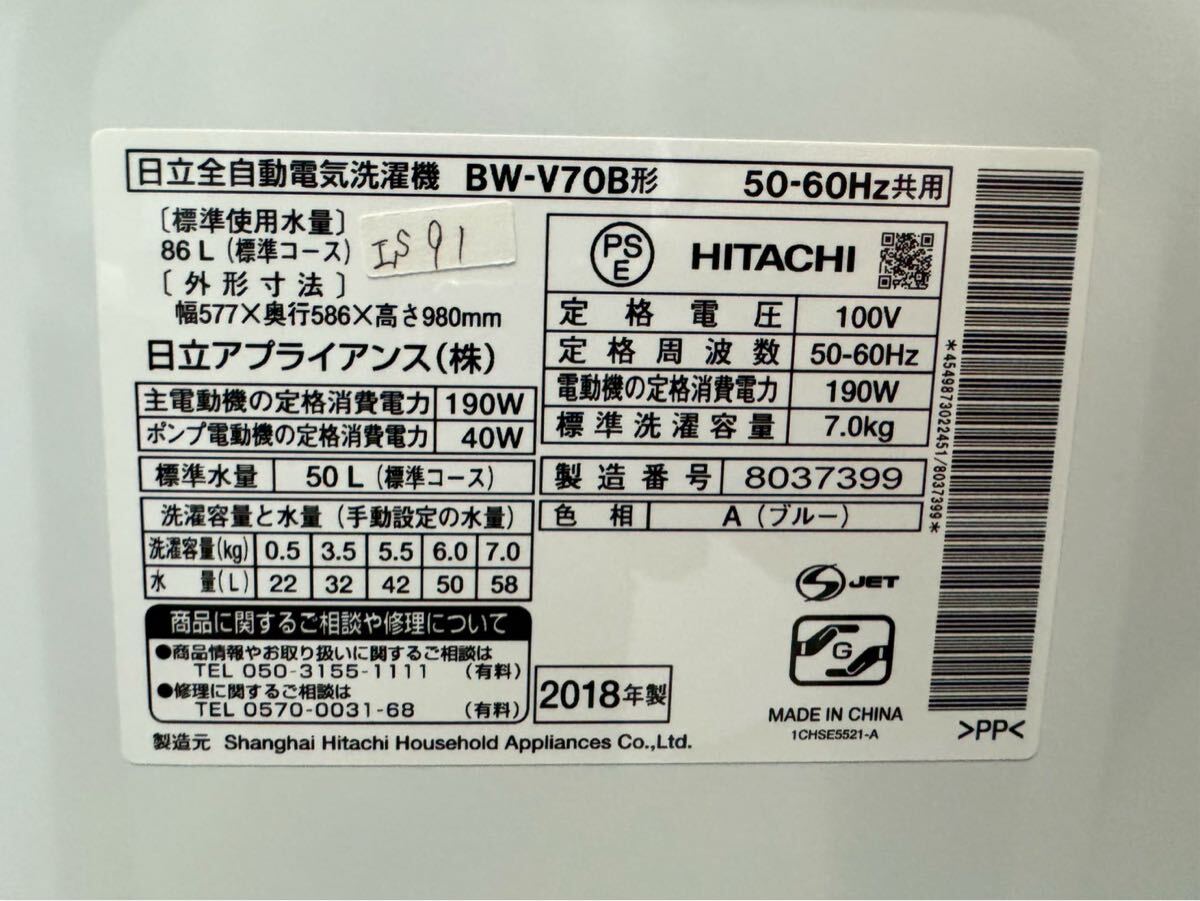 日立全自動電気洗濯機 BW-V70B形 50-60Hz共用
〔標準使用水量〕
86L(標準コース)
IS 91
〔外形寸法〕
幅577×奥行586×高さ980mm
日立アプライアンス(株)
主電動機の定格消費電力 190W
ポンプ電動機の定格消費電力 40W
標準水量 50L(標準コース)
洗濯容量と水量(手動設定の水量)
洗濯容量(kg) 0.5 3.5 5.5 6.0 7.0
水量(L) 22 32 42 50 58
商品に関するご相談や修理について
●商品情報やお取り扱いに関するご相談は
TEL 050-3155-1111 (有料)
●修理に関するご相談は
TEL 0570-0031-68 (有料)
製造元 Shanghai Hitachi Household Appliances Co.,Ltd.
PS
E
HITACHI
定格電圧 100V
定格周波数 50-60Hz
電動機の定格消費電力 190W
標準洗濯容量 7.0kg
製造番号 8037399
色相 A(ブルー)
S JET
G
2018年製
MADE IN CHINA
1CHSE5521-A
*4549873022451/8037399*
>PP<